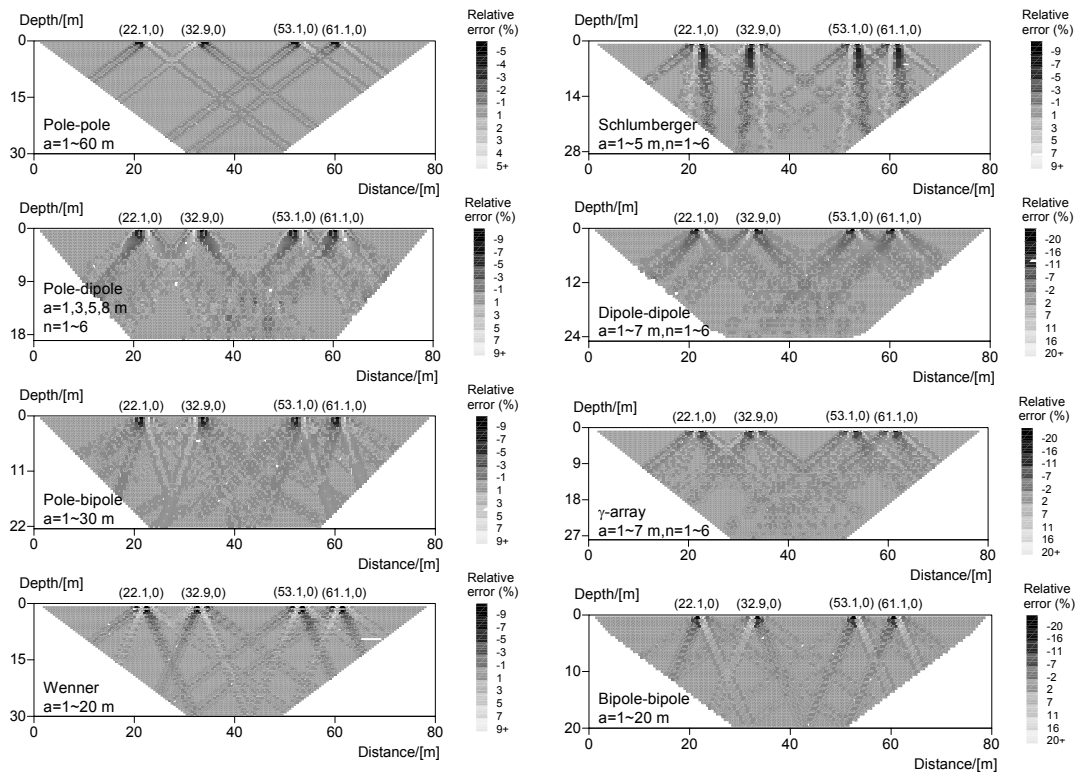 Depth/[m]
(22.1,0) (32.9,0) (53.1,0) (61.1,0)
Relative
error (%)
0
15
30
-5
-4
-3
-2
-1
1
2
3
4
5+
Pole-pole
a=1~60 m
0 20 40 60 80
Distance/[m]
Depth/[m]
(22.1,0) (32.9,0) (53.1,0) (61.1,0)
Relative
error (%)
0
14
28
-9
-7
-5
-3
-1
1
3
5
7
9+
Schlumberger
a=1~5 m,n=1~6
0 20 40 60 80
Distance/[m]
Depth/[m]
(22.1,0) (32.9,0) (53.1,0) (61.1,0)
Relative
error (%)
0
9
18
-9
-7
-5
-3
-1
1
3
5
7
9+
Pole-dipole
a=1,3,5,8 m
n=1~6
0 20 40 60 80
Distance/[m]
Depth/[m]
(22.1,0) (32.9,0) (53.1,0) (61.1,0)
Relative
error (%)
0
12
24
-20
-16
-11
-7
-2
2
7
11
16
20+
Dipole-dipole
a=1~7 m,n=1~6
0 20 40 60 80
Distance/[m]
Depth/[m]
(22.1,0) (32.9,0) (53.1,0) (61.1,0)
Relative
error (%)
0
11
22
-9
-7
-5
-3
-1
1
3
5
7
9+
Pole-bipole
a=1~30 m
0 20 40 60 80
Distance/[m]
Depth/[m]
(22.1,0) (32.9,0) (53.1,0) (61.1,0)
Relative
error (%)
0
9
18
27
-20
-16
-11
-7
-2
2
7
11
16
20+
γ-array
a=1~7 m,n=1~6
0 20 40 60 80
Distance/[m]
Depth/[m]
(22.1,0) (32.9,0) (53.1,0) (61.1,0)
Relative
error (%)
0
15
30
-9
-7
-5
-3
-1
1
3
5
7
9+
Wenner
a=1~20 m
0 20 40 60 80
Distance/[m]
Depth/[m]
(22.1,0) (32.9,0) (53.1,0) (61.1,0)
Relative
error (%)
0
10
20
-20
-16
-11
-7
-2
2
7
11
16
20+
Bipole-bipole
a=1~20 m
0 20 40 60 80
Distance/[m]